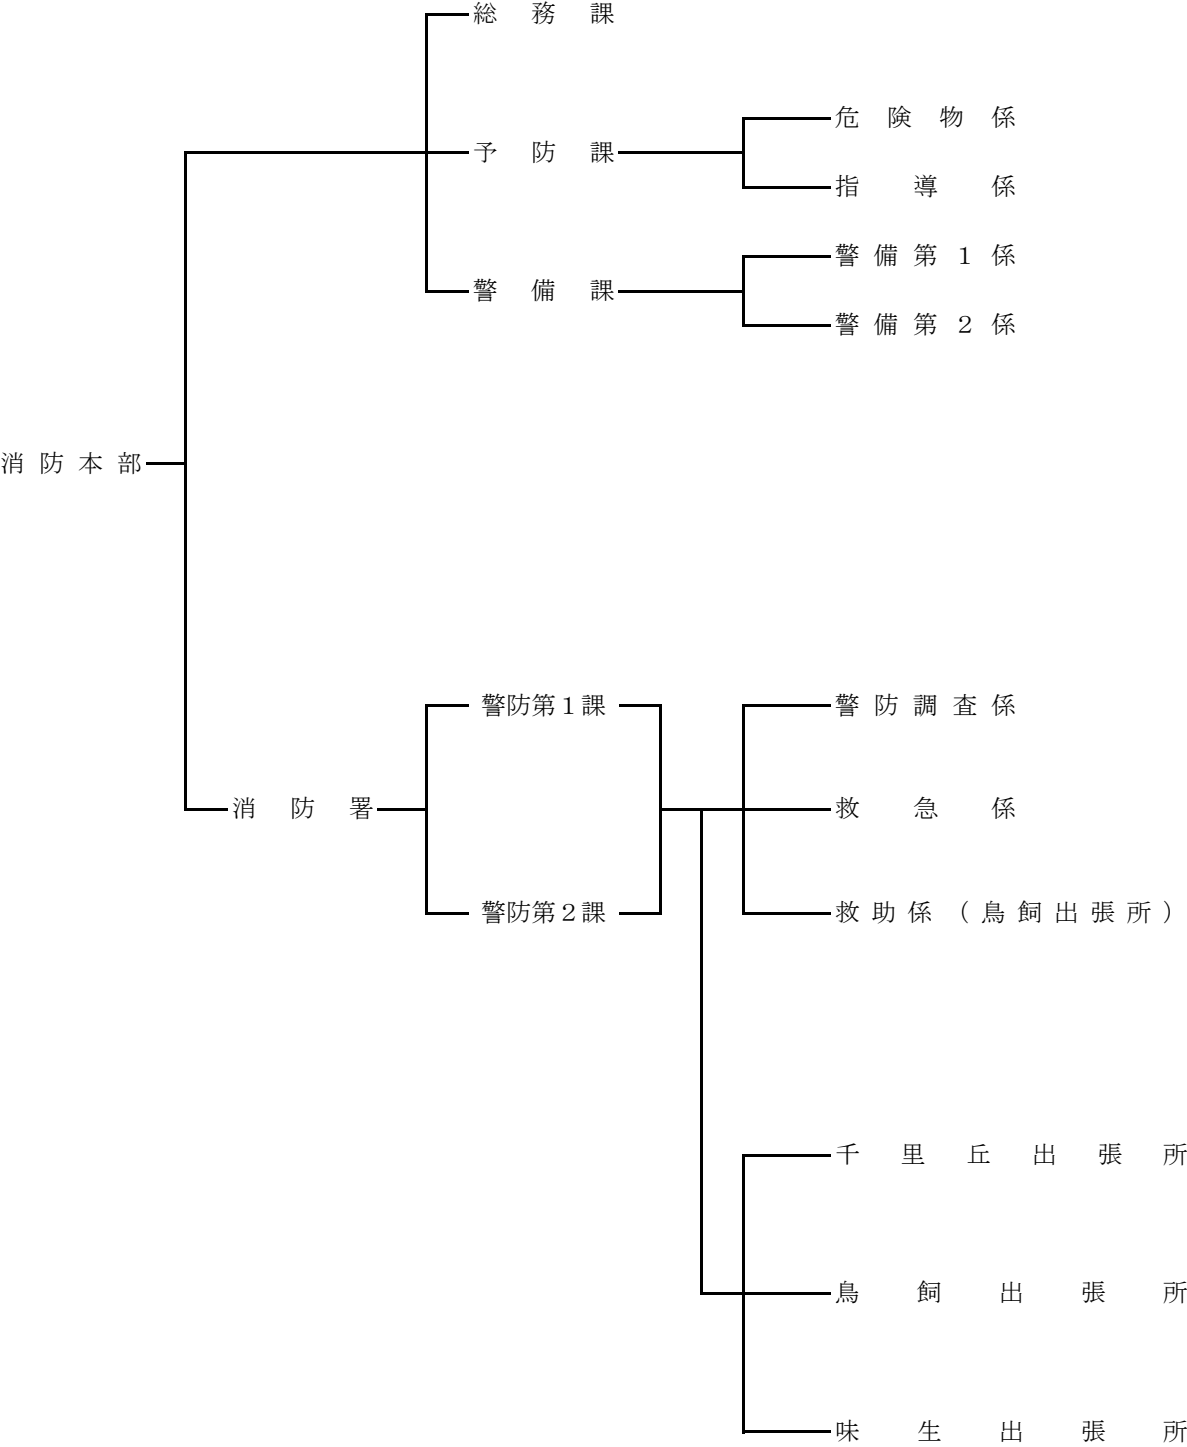 総務課
危険物係
予防課
指導係
警備第１係
警備課
警備第２係
消防本部
警防第１課
警防調査係
消防署
救急係
警防第２課
救助係（鳥飼出張所）
千里丘出張所
鳥飼出張所
味生出張所